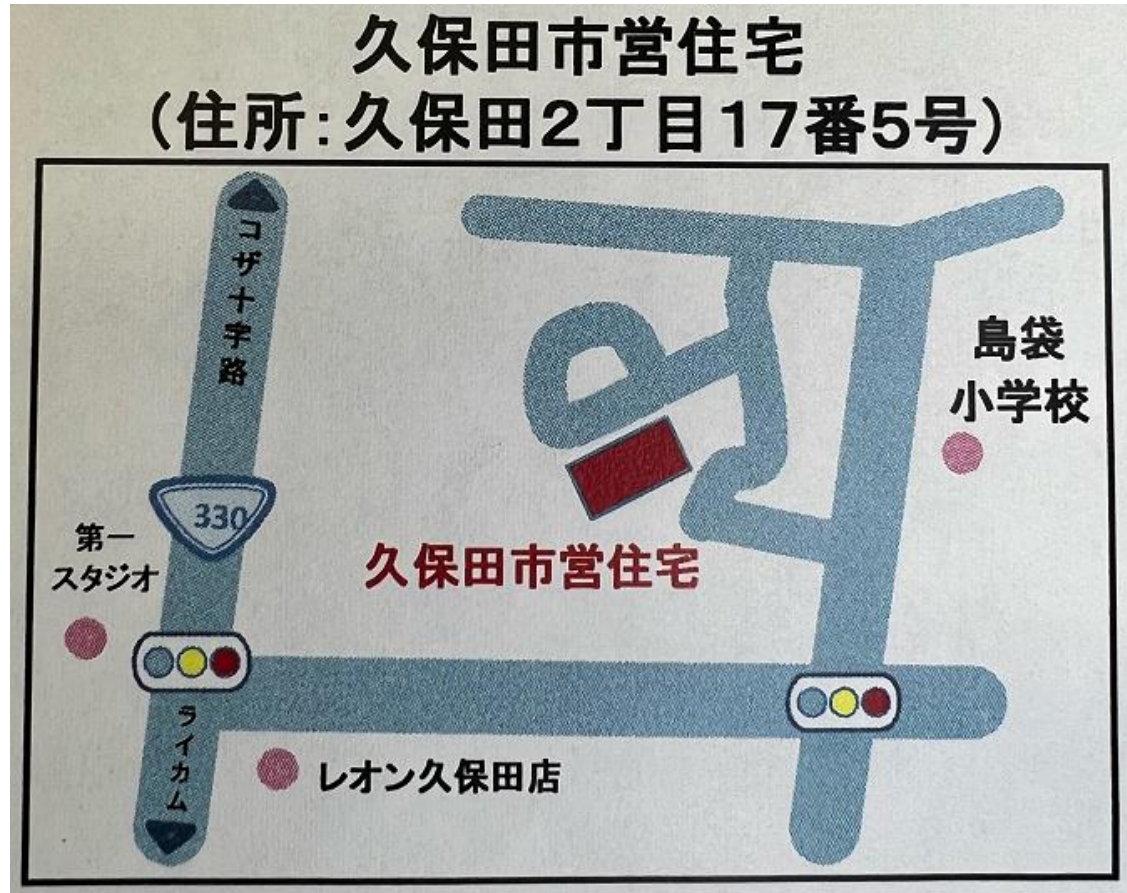 久保田市営住宅
（住所：久保田2丁目17番5号）
コザ十字路
島袋
小学校
330
第一
スタジオ
久保田市営住宅
ライカム
レオン久保田店